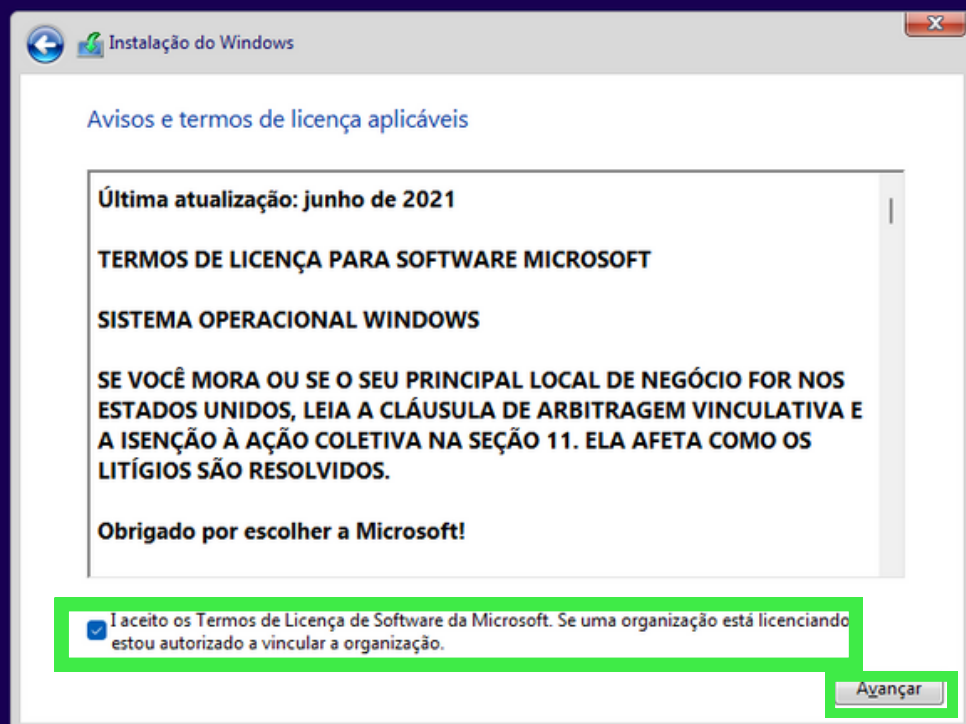 Instalação do Windows
Avisos e termos de licença aplicáveis
Última atualização: junho de 2021
TERMOS DE LICENÇA PARA SOFTWARE MICROSOFT
SISTEMA OPERACIONAL WINDOWS
SE VOCÊ MORA OU SE O SEU PRINCIPAL LOCAL DE NEGÓCIO FOR NOS
ESTADOS UNIDOS, LEIA A CLÁUSULA DE ARBITRAGEM VINCULATIVA E
A ISENÇÃO À AÇÃO COLETIVA NA SEÇÃO 11. ELA AFETA COMO OS
LITÍGIOS SÃO RESOLVIDOS.
Obrigado por escolher a Microsoft!
I aceito os Termos de Licença de Software da Microsoft. Se uma organização está licenciando
estou autorizado a vincular a organização.
Avançar